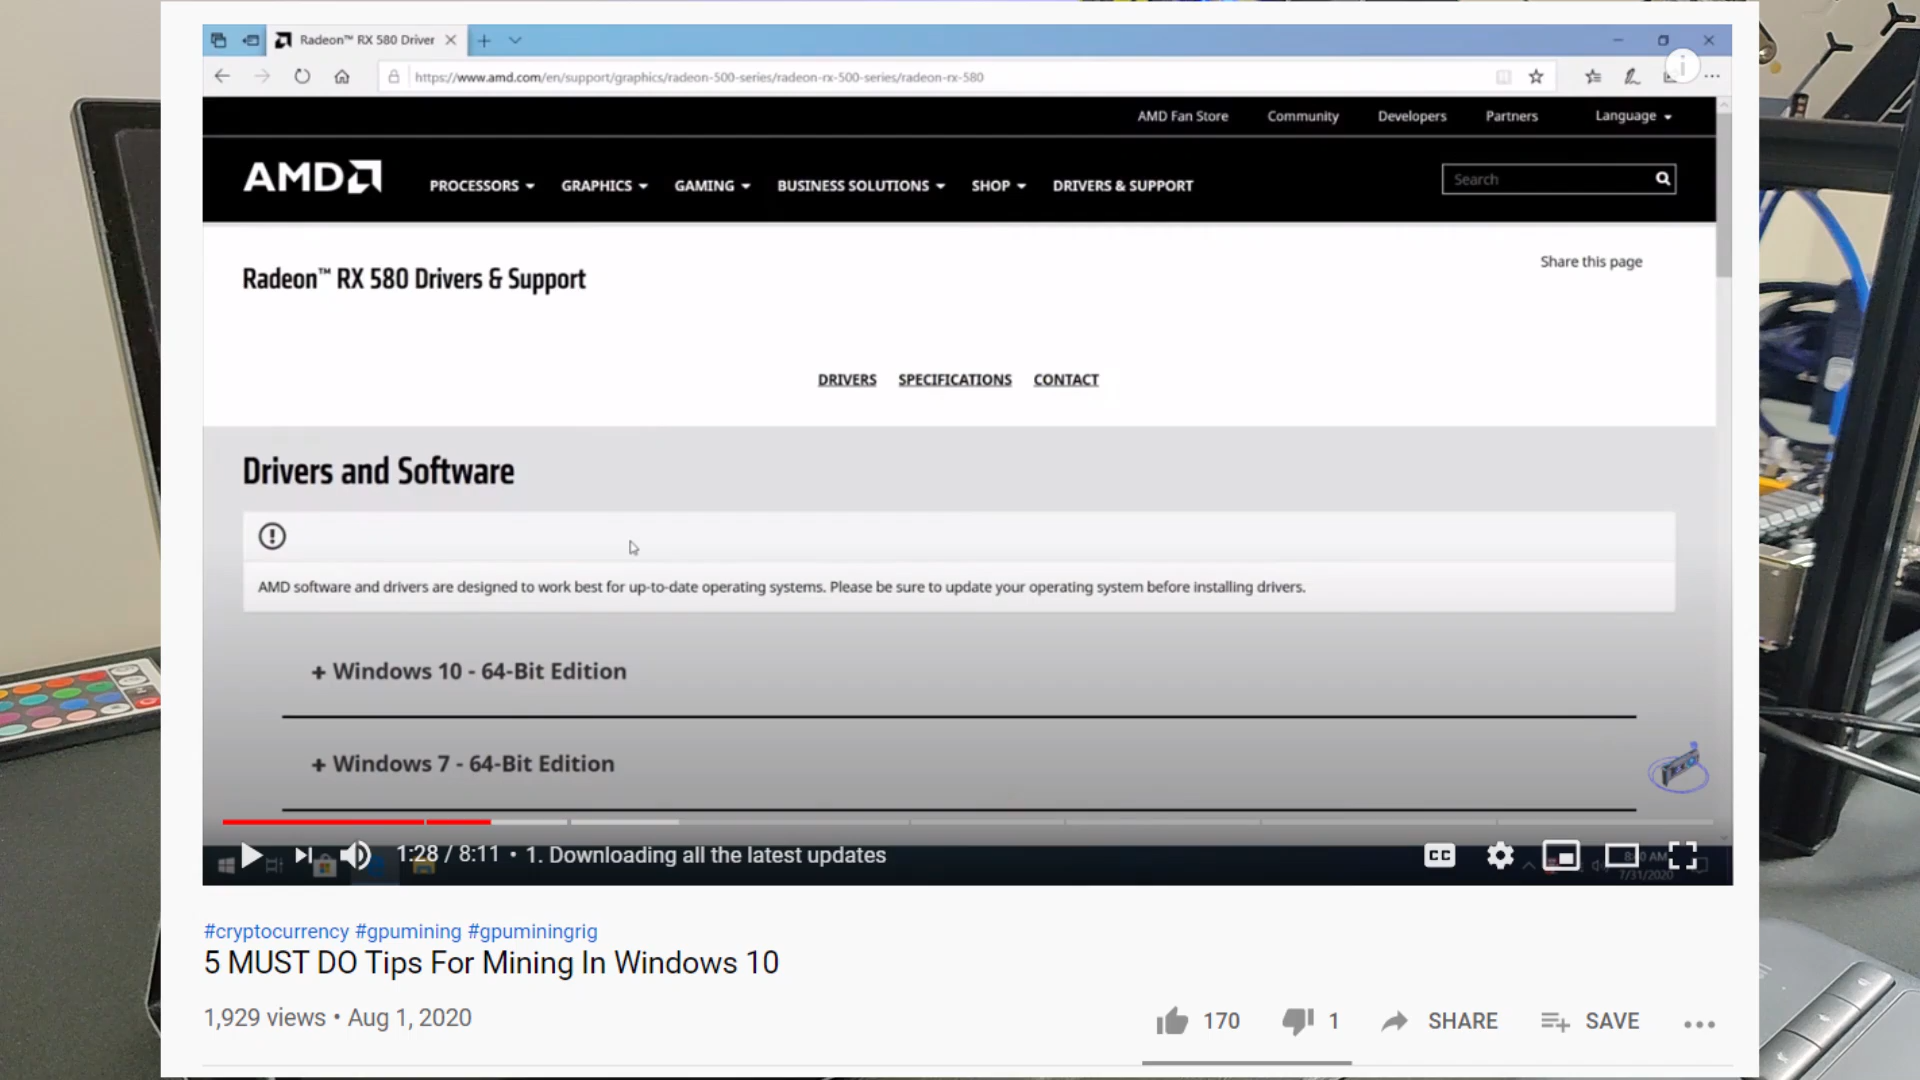 Radeon™ RX 580 Driver
https://www.amd.com/en/support/graphics/radeon-500-series/radeon-rx-500-series/radeon-rx-580
AMD Fan Store Community Developers Partners Language
AMD PROCESSORS GRAPHICS GAMING BUSINESS SOLUTIONS SHOP DRIVERS & SUPPORT Search
Share this page
Radeon™ RX 580 Drivers & Support
DRIVERS SPECIFICATIONS CONTACT
Drivers and Software
AMD software and drivers are designed to work best for up-to-date operating systems. Please be sure to update your operating system before installing drivers.
+ Windows 10 - 64-Bit Edition
+ Windows 7 - 64-Bit Edition
1:28 / 8:11 • 1. Downloading all the latest updates CC
7/31/2020
#cryptocurrency #gpumining #gpuminingrig
5 MUST DO Tips For Mining In Windows 10
1,929 views • Aug 1, 2020 170 1 SHARE SAVE